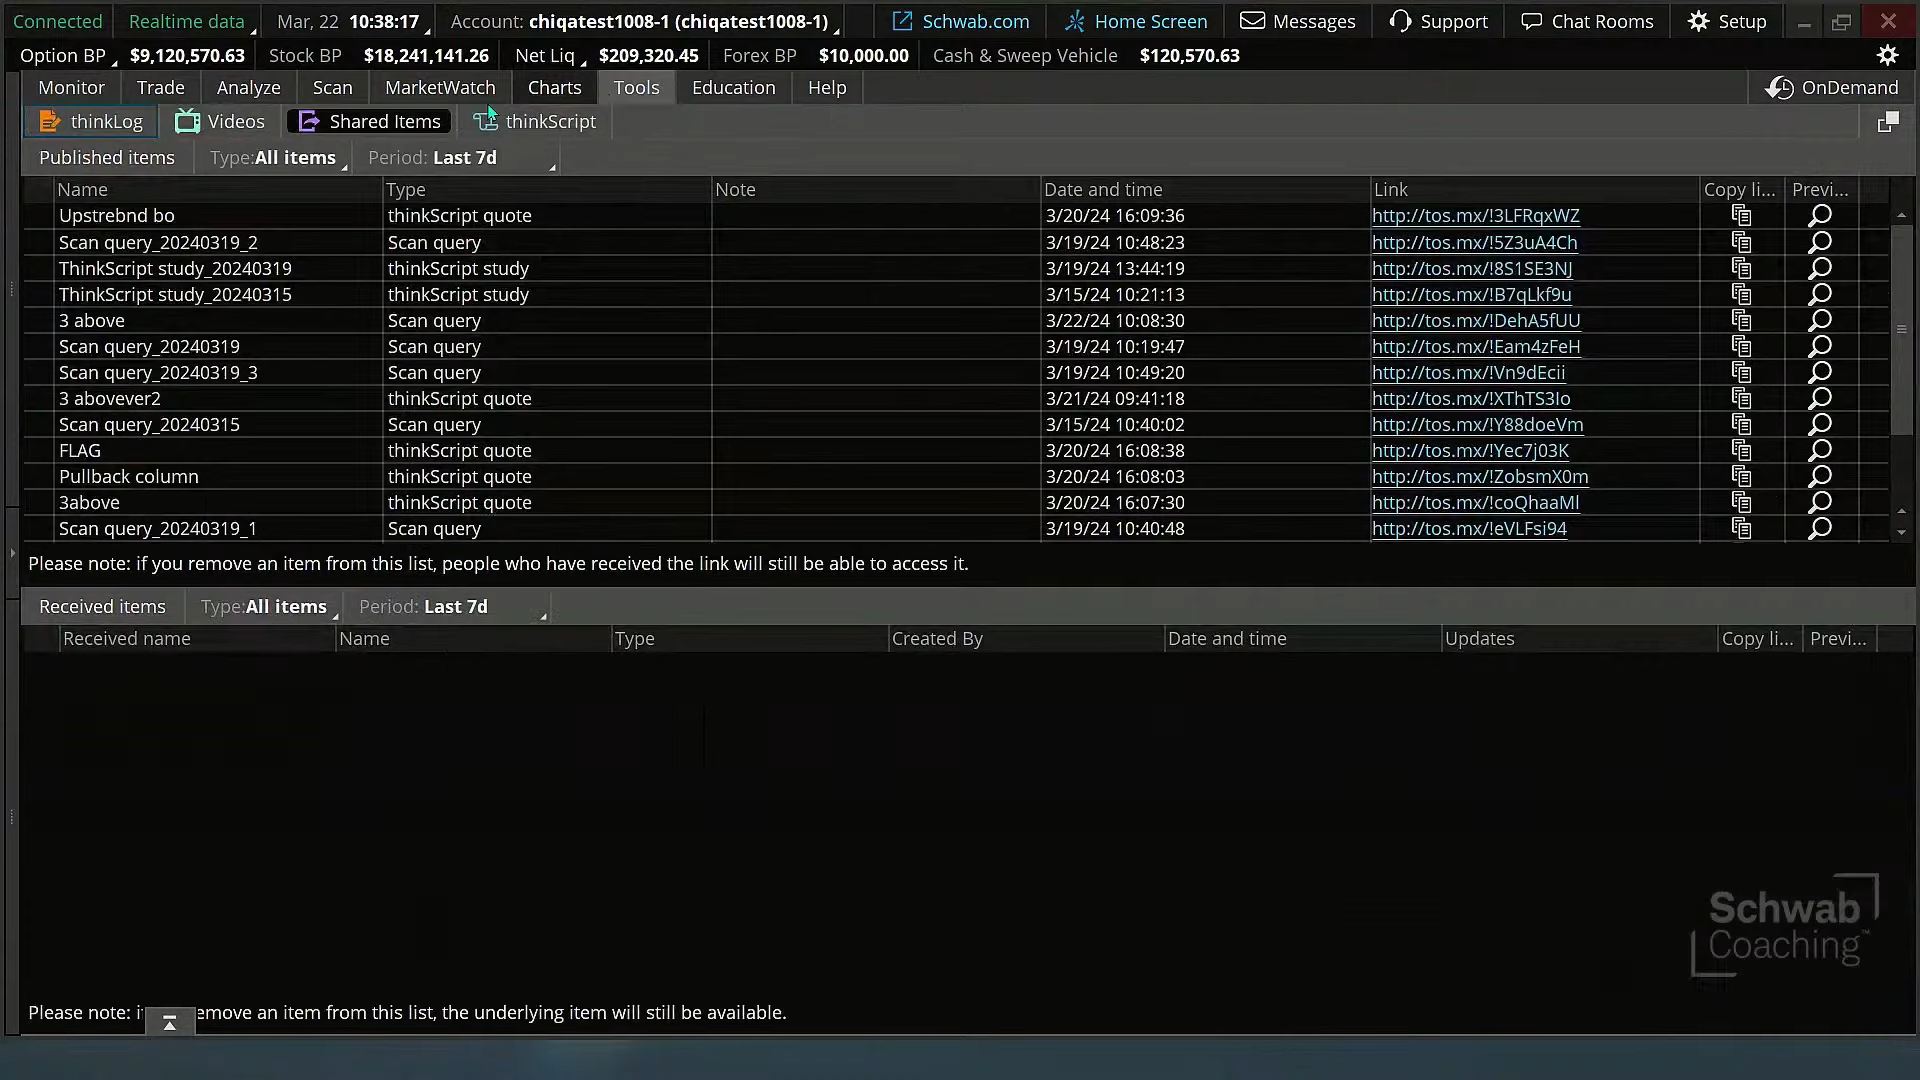 Connected Realtime data Mar, 22 10:38:17 Account: chiqatest1008-1 (chiqatest1008-1) Schwab.com Home Screen Messages Support Chat Rooms Setup
Option BP $9,120,570.63 Stock BP $18,241,141.26 Net Liq $209,320.45 Forex BP $10,000.00 Cash & Sweep Vehicle $120,570.63
Monitor Trade Analyze Scan MarketWatch Charts Tools Education Help OnDemand
thinkLog Videos Shared Items thinkScript
Published items Type:All items Period: Last 7d
Name Type Note Date and time Link Copy li... Previ...
Upstrebnd bo thinkScript quote 3/20/24 16:09:36 http://tos.mx/!3LFRqxWZ
Scan query_20240319_2 Scan query 3/19/24 10:48:23 http://tos.mx/!5Z3uA4Ch
ThinkScript study_20240319 thinkScript study 3/19/24 13:44:19 http://tos.mx/!8S1SE3NJ
ThinkScript study_20240315 thinkScript study 3/15/24 10:21:13 http://tos.mx/!B7qLkf9u
3 above Scan query 3/22/24 10:08:30 http://tos.mx/!DehA5fUU
Scan query_20240319 Scan query 3/19/24 10:19:47 http://tos.mx/!Eam4zFeH
Scan query_20240319_3 Scan query 3/19/24 10:49:20 http://tos.mx/!Vn9dEcii
3 abovever2 thinkScript quote 3/21/24 09:41:18 http://tos.mx/!XThTS3Io
Scan query_20240315 Scan query 3/15/24 10:40:02 http://tos.mx/!Y88doeVm
FLAG thinkScript quote 3/20/24 16:08:38 http://tos.mx/!Yec7j03K
Pullback column thinkScript quote 3/20/24 16:08:03 http://tos.mx/!ZobsmX0m
3above thinkScript quote 3/20/24 16:07:30 http://tos.mx/!coQhaaMl
Scan query_20240319_1 Scan query 3/19/24 10:40:48 http://tos.mx/!eVLFsi94
Please note: if you remove an item from this list, people who have received the link will still be able to access it.
Received items Type:All items Period: Last 7d
Received name Name Type Created By Date and time Updates Copy li... Previ...
Schwab
Coaching™
Please note: emove an item from this list, the underlying item will still be available.